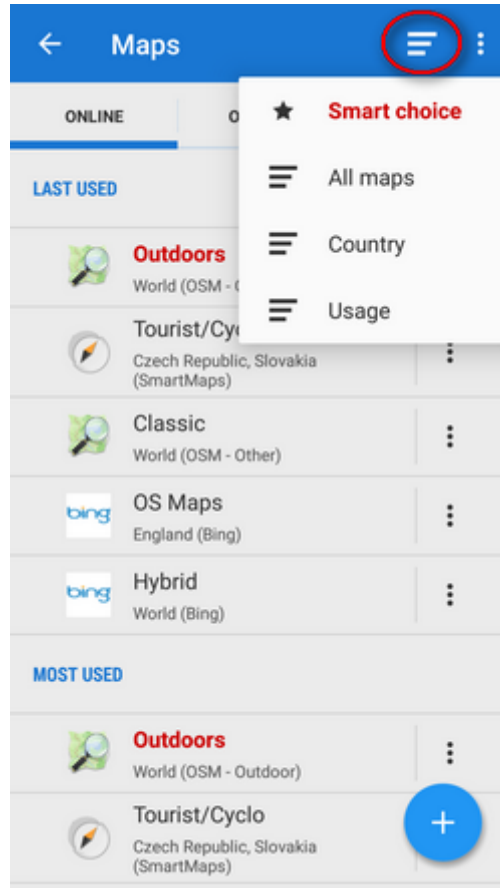 Maps
ONLINE
O
Smart choice
All maps
Country
Usage
LAST USED
Outdoors
World (OSM -
Tourist/Cy
Czech Republic, Slovakia
(SmartMaps)
Classic
World (OSM - Other)
bing
OS Maps
England (Bing)
bing
Hybrid
World (Bing)
MOST USED
Outdoors
World (OSM - Outdoor)
Tourist/Cyclo
Czech Republic, Slovakia
(SmartMaps)